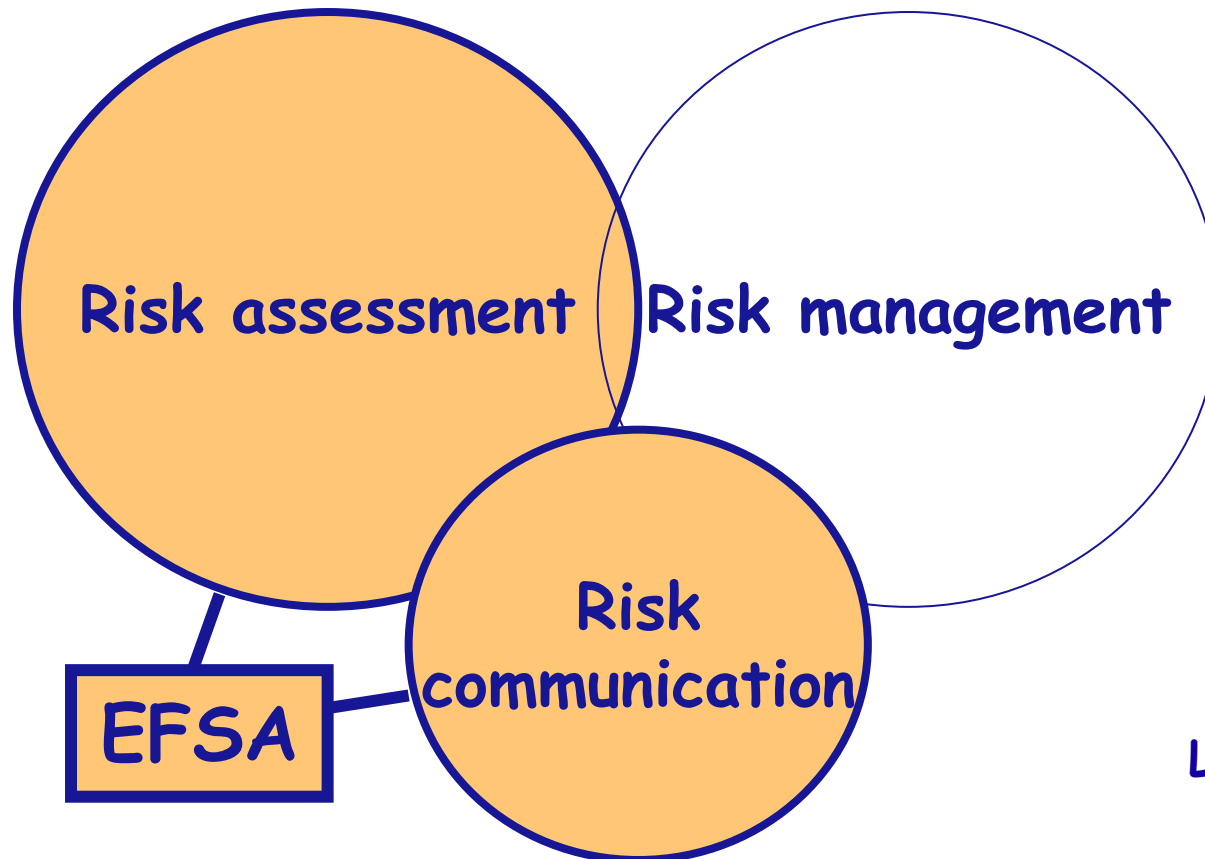 Risk assessment
Risk management
Risk
communication
EFSA